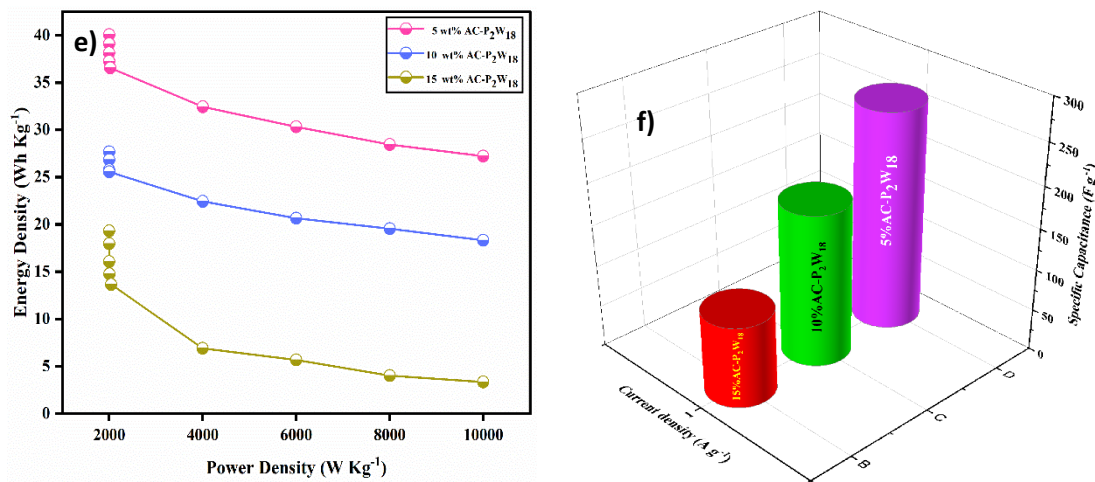 e)
5 wt% AC-P₂W₁₈
10 wt% AC-P₂W₁₈
15 wt% AC-P₂W₁₈
Energy Density (Wh Kg⁻¹)
40
35
30
25
20
15
10
5
0
2000 4000 6000 8000 10000
Power Density (W Kg⁻¹)
f)
5%AC-P₂W₁₈
10%AC-P₂W₁₈
15%AC-P₂W₁₈
300
250
200
150
100
50
0
Specific Capacitance (F g⁻¹)
D
C
B
1
Current density (A g⁻¹)